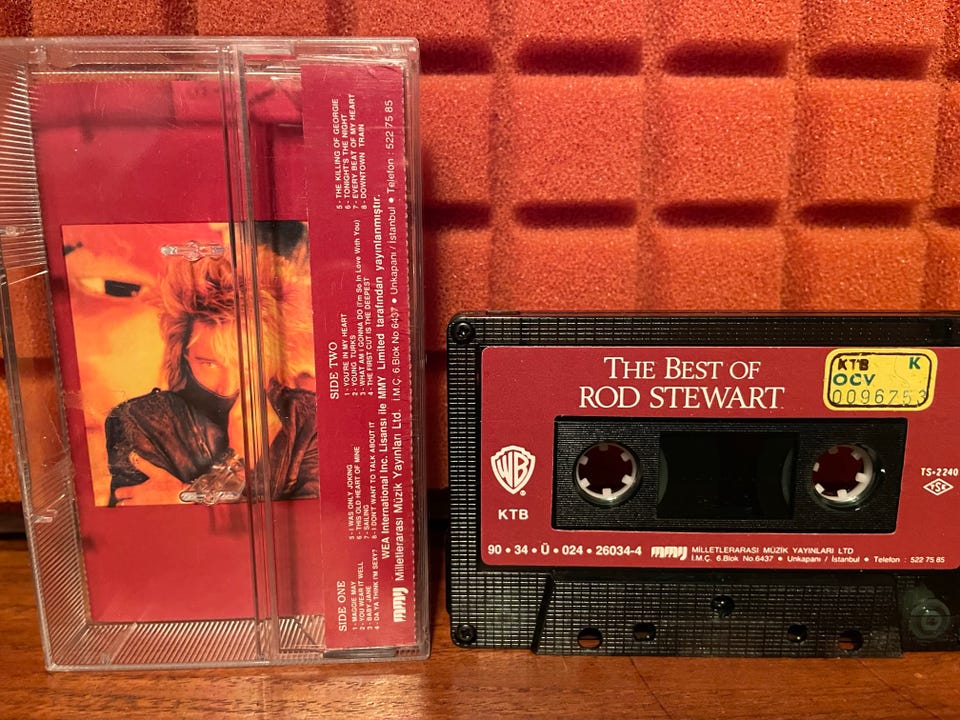 SIDE ONE
1 - MAGGIE MAY
2 - YOU WEAR IT WELL
3 - BABY JANE
4 - DA YA THINK I'M SEXY?
5 - I WAS ONLY JOKING
6 - THIS OLD HEART OF MINE
7 - SAILING
8 - I DON'T WANT TO TALK ABOUT IT
SIDE TWO
1 - YOU'RE IN MY HEART
2 - YOUNG TURKS
3 - WHAT AM I GONNA DO (I'm So In Love With You)
4 - THE FIRST CUT IS THE DEEPEST
5 - THE KILLING OF GEORGIE
6 - TONIGHT'S THE NIGHT
7 - EVERY BEAT OF MY HEART
8 - DOWNTOWN TRAIN
WEA International Inc. Lisansı ile MMY Limited tarafından yayınlanmıştır.
mmy Milletlerarası Müzik Yayınları Ltd. İ.M.Ç. 6.Blok No.6437 • Unkapanı / İstanbul • Telefon : 522 75 85
THE BEST OF
ROD STEWART
KTB K
OCV
0096753
WB
KTB
TS•2240
TSE
90 • 34 • Ü • 024 • 26034-4
mmy MİLLETLERARASI MÜZİK YAYINLARI LTD
İ.M.Ç. 6.Blok No.6437 • Unkapanı / İstanbul • Telefon : 522 75 85